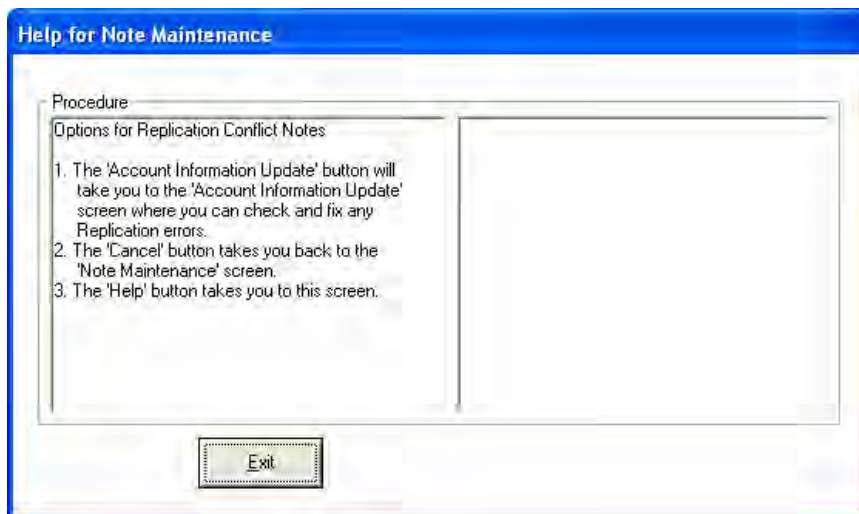 Help for Note Maintenance
Procedure
Options for Replication Conflict Notes
1. The 'Account Information Update' button will
take you to the 'Account Information Update'
screen where you can check and fix any
Replication errors.
2. The 'Cancel' button takes you back to the
'Note Maintenance' screen.
3. The 'Help' button takes you to this screen.
Exit